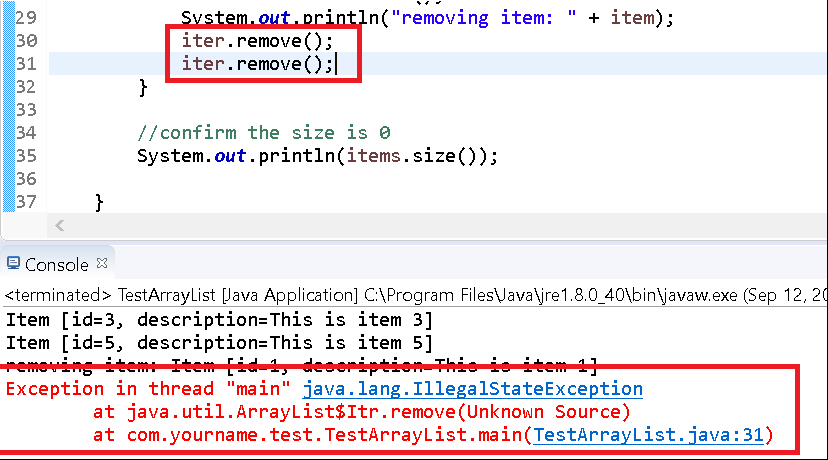 29 System.out.println("removing item: " + item);
30 iter.remove();
31 iter.remove();
32 }
33
34 //confirm the size is 0
35 System.out.println(items.size());
36
37 }
Console
<terminated> TestArrayList [Java Application] C:\Program Files\Java\jre1.8.0_40\bin\javaw.exe (Sep 12, 20
Item [id=3, description=This is item 3]
Item [id=5, description=This is item 5]
removing item: Item [id=1, description=This is item 1]
Exception in thread "main" java.lang.IllegalStateException
at java.util.ArrayList$Itr.remove(Unknown Source)
at com.yourname.test.TestArrayList.main(TestArrayList.java:31)